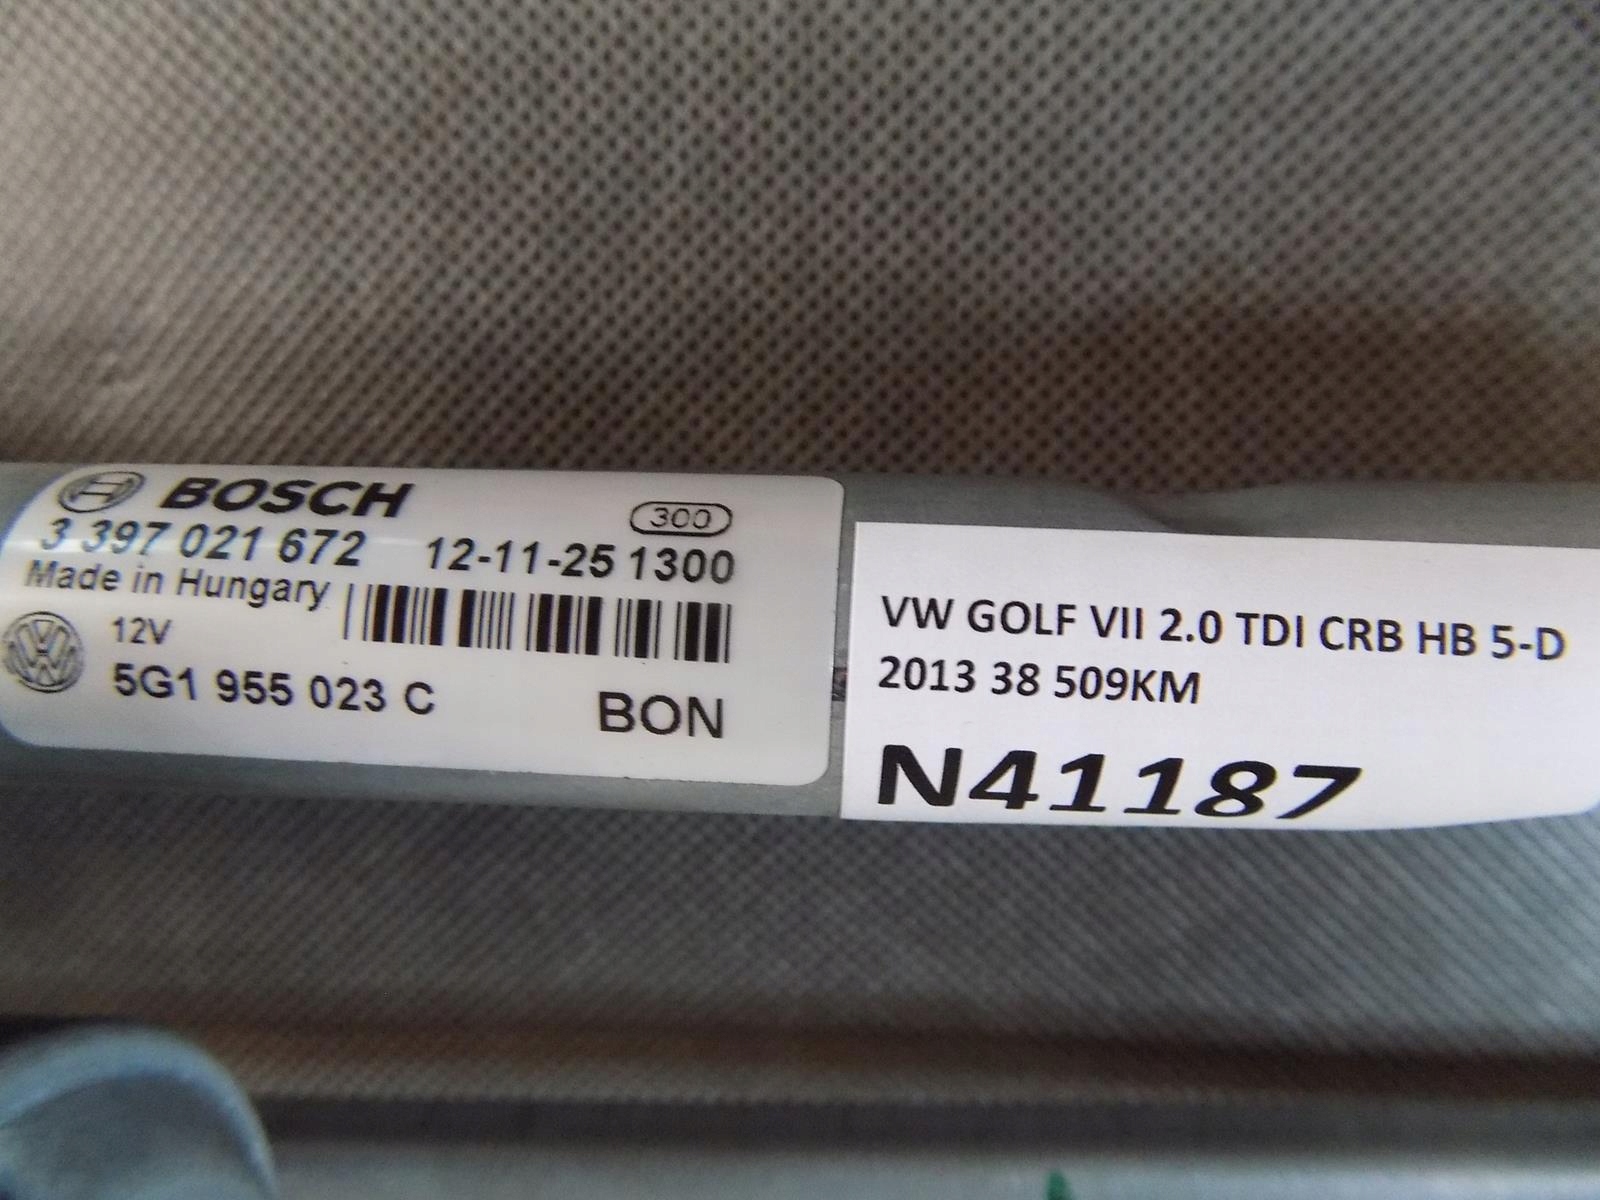 BOSCH
300
3 397 021 672 12-11-25 1300
Made in Hungary
12V
5G1 955 023 C
BON
VW GOLF VII 2.0 TDI CRB HB 5-D
2013 38 509KM
N41187